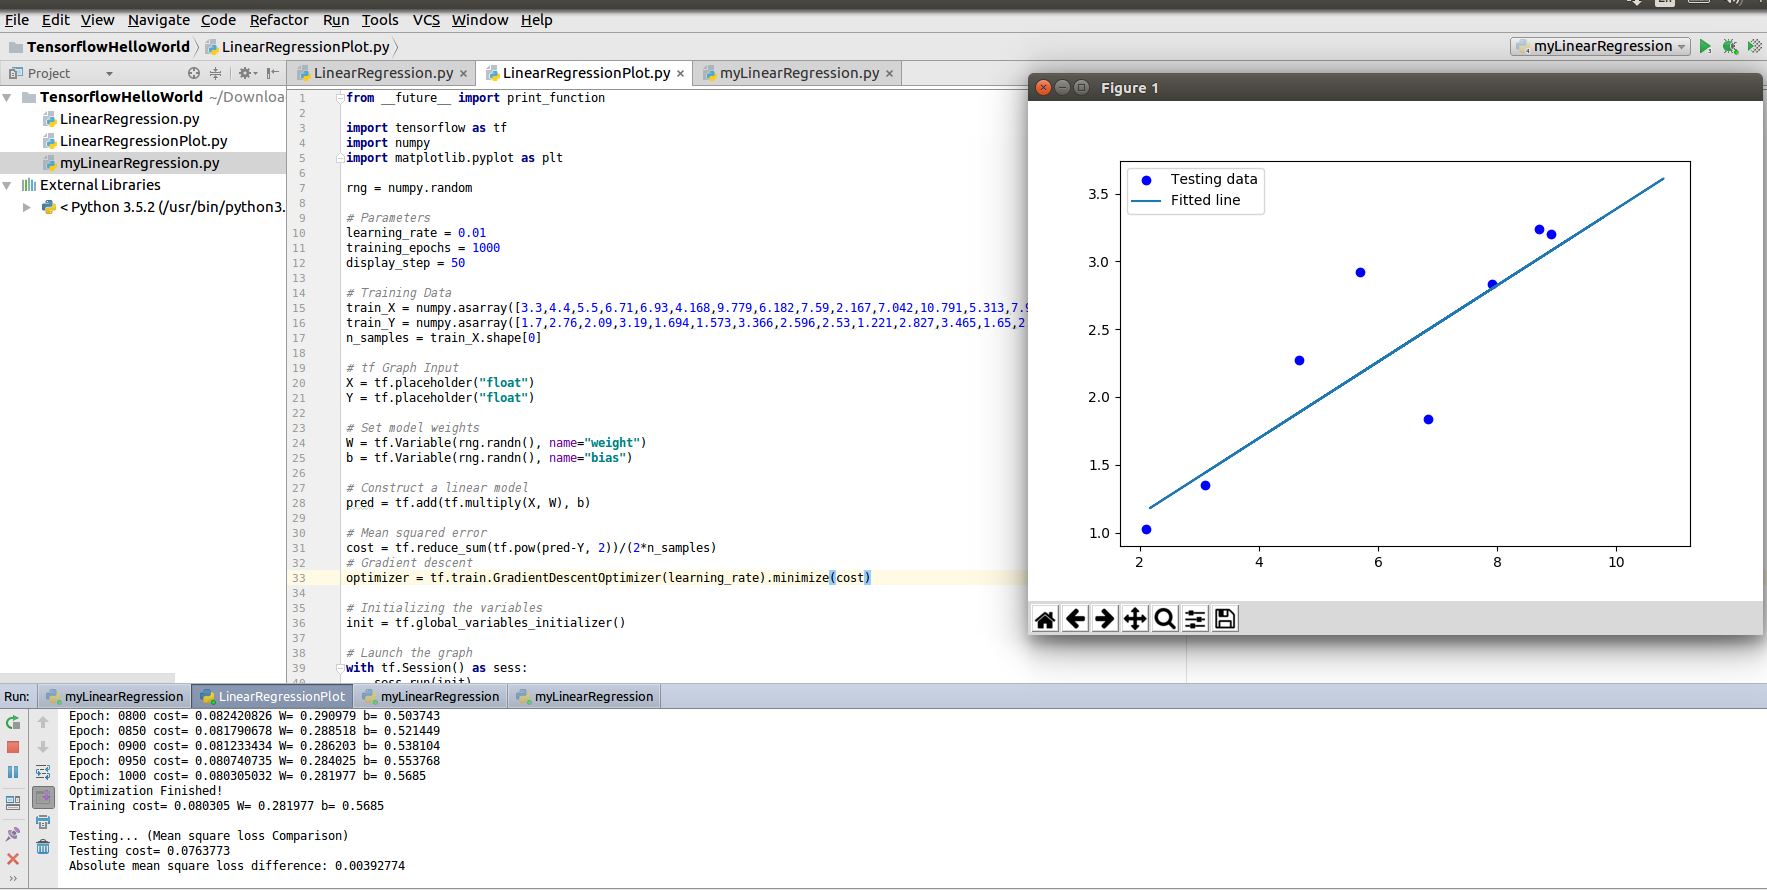 File Edit View Navigate Code Refactor Run Tools VCS Window Help
TensorflowHelloWorld LinearRegressionPlot.py
myLinearRegression
Project
LinearRegression.py × LinearRegressionPlot.py × myLinearRegression.py ×
TensorflowHelloWorld ~/Downloa
LinearRegression.py
LinearRegressionPlot.py
myLinearRegression.py
External Libraries
< Python 3.5.2 (/usr/bin/python3.
1 from __future__ import print_function
2
3 import tensorflow as tf
4 import numpy
5 import matplotlib.pyplot as plt
6
7 rng = numpy.random
8
9 # Parameters
10 learning_rate = 0.01
11 training_epochs = 1000
12 display_step = 50
13
14 # Training Data
15 train_X = numpy.asarray([3.3,4.4,5.5,6.71,6.93,4.168,9.779,6.182,7.59,2.167,7.042,10.791,5.313,7.9
16 train_Y = numpy.asarray([1.7,2.76,2.09,3.19,1.694,1.573,3.366,2.596,2.53,1.221,2.827,3.465,1.65,2
17 n_samples = train_X.shape[0]
18
19 # tf Graph Input
20 X = tf.placeholder("float")
21 Y = tf.placeholder("float")
22
23 # Set model weights
24 W = tf.Variable(rng.randn(), name="weight")
25 b = tf.Variable(rng.randn(), name="bias")
26
27 # Construct a linear model
28 pred = tf.add(tf.multiply(X, W), b)
29
30 # Mean squared error
31 cost = tf.reduce_sum(tf.pow(pred-Y, 2))/(2*n_samples)
32 # Gradient descent
33 optimizer = tf.train.GradientDescentOptimizer(learning_rate).minimize(cost)
34
35 # Initializing the variables
36 init = tf.global_variables_initializer()
37
38 # Launch the graph
39 with tf.Session() as sess:
40 sess.run(init)
Figure 1
Testing data
Fitted line
3.5
3.0
2.5
2.0
1.5
1.0
2 4 6 8 10
Run: myLinearRegression LinearRegressionPlot myLinearRegression myLinearRegression
Epoch: 0800 cost= 0.082420826 W= 0.290979 b= 0.503743
Epoch: 0850 cost= 0.081790678 W= 0.288518 b= 0.521449
Epoch: 0900 cost= 0.081233434 W= 0.286203 b= 0.538104
Epoch: 0950 cost= 0.080740735 W= 0.284025 b= 0.553768
Epoch: 1000 cost= 0.080305032 W= 0.281977 b= 0.5685
Optimization Finished!
Training cost= 0.080305 W= 0.281977 b= 0.5685
Testing... (Mean square loss Comparison)
Testing cost= 0.0763773
Absolute mean square loss difference: 0.00392774